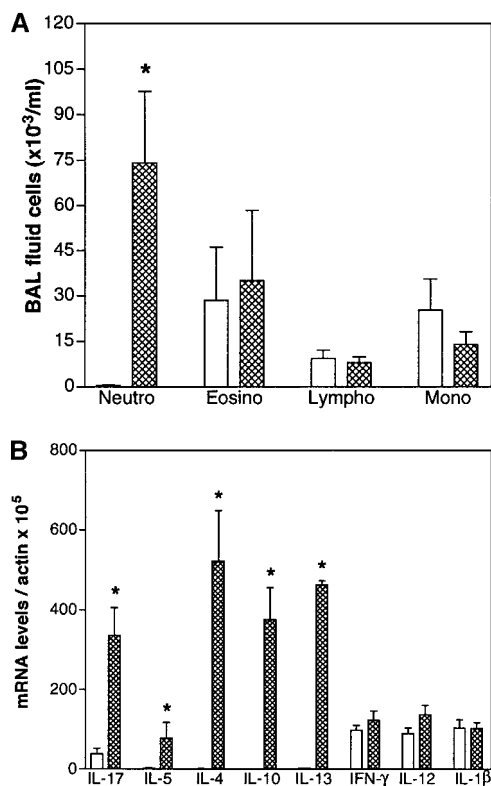 A
BAL fluid cells (x10⁻³/ml)
120
105
90
75
60
45
30
15
0
*
Neutro Eosino Lympho Mono
B
mRNA levels / actin x 10⁵
800
600
400
200
0
* * * * *
IL-17 IL-5 IL-4 IL-10 IL-13 IFN-γ IL-12 IL-1β